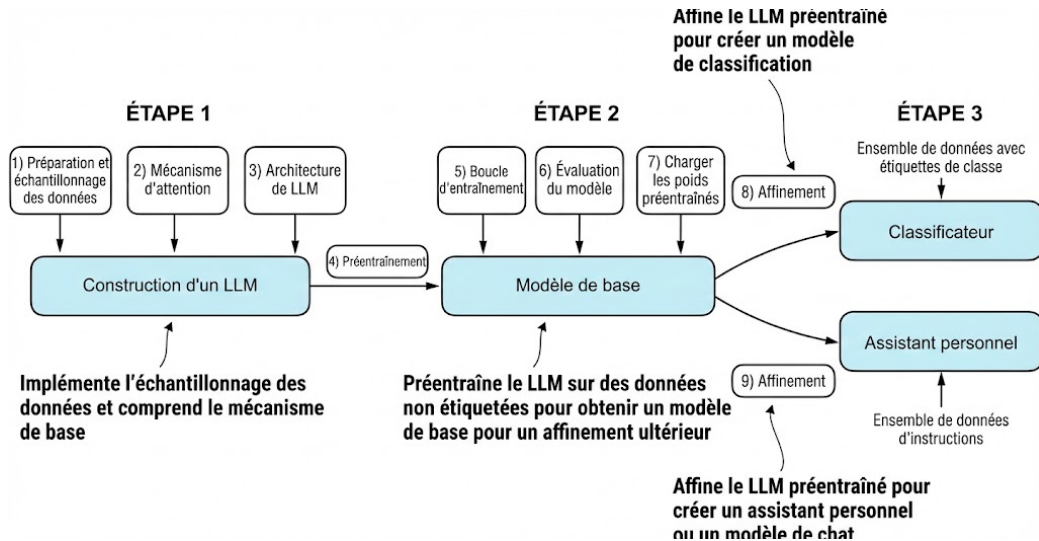 Affine le LLM préentraîné
pour créer un modèle
de classification
ÉTAPE 1
ÉTAPE 2
ÉTAPE 3
1) Préparation et
échantillonnage
des données
2) Mécanisme
d'attention
3) Architecture
de LLM
5) Boucle
d'entraînement
6) Évaluation
du modèle
7) Charger
les poids
préentraînés
8) Affinement
Ensemble de données avec
étiquettes de classe
Classificateur
4) Préentraînement
Construction d'un LLM
Modèle de base
Assistant personnel
Implémente l'échantillonnage des
données et comprend le mécanisme
de base
Préentraîne le LLM sur des données
non étiquetées pour obtenir un modèle
de base pour un affinement ultérieur
9) Affinement
Ensemble de données
d'instructions
Affine le LLM préentraîné pour
créer un assistant personnel
ou un modèle de chat